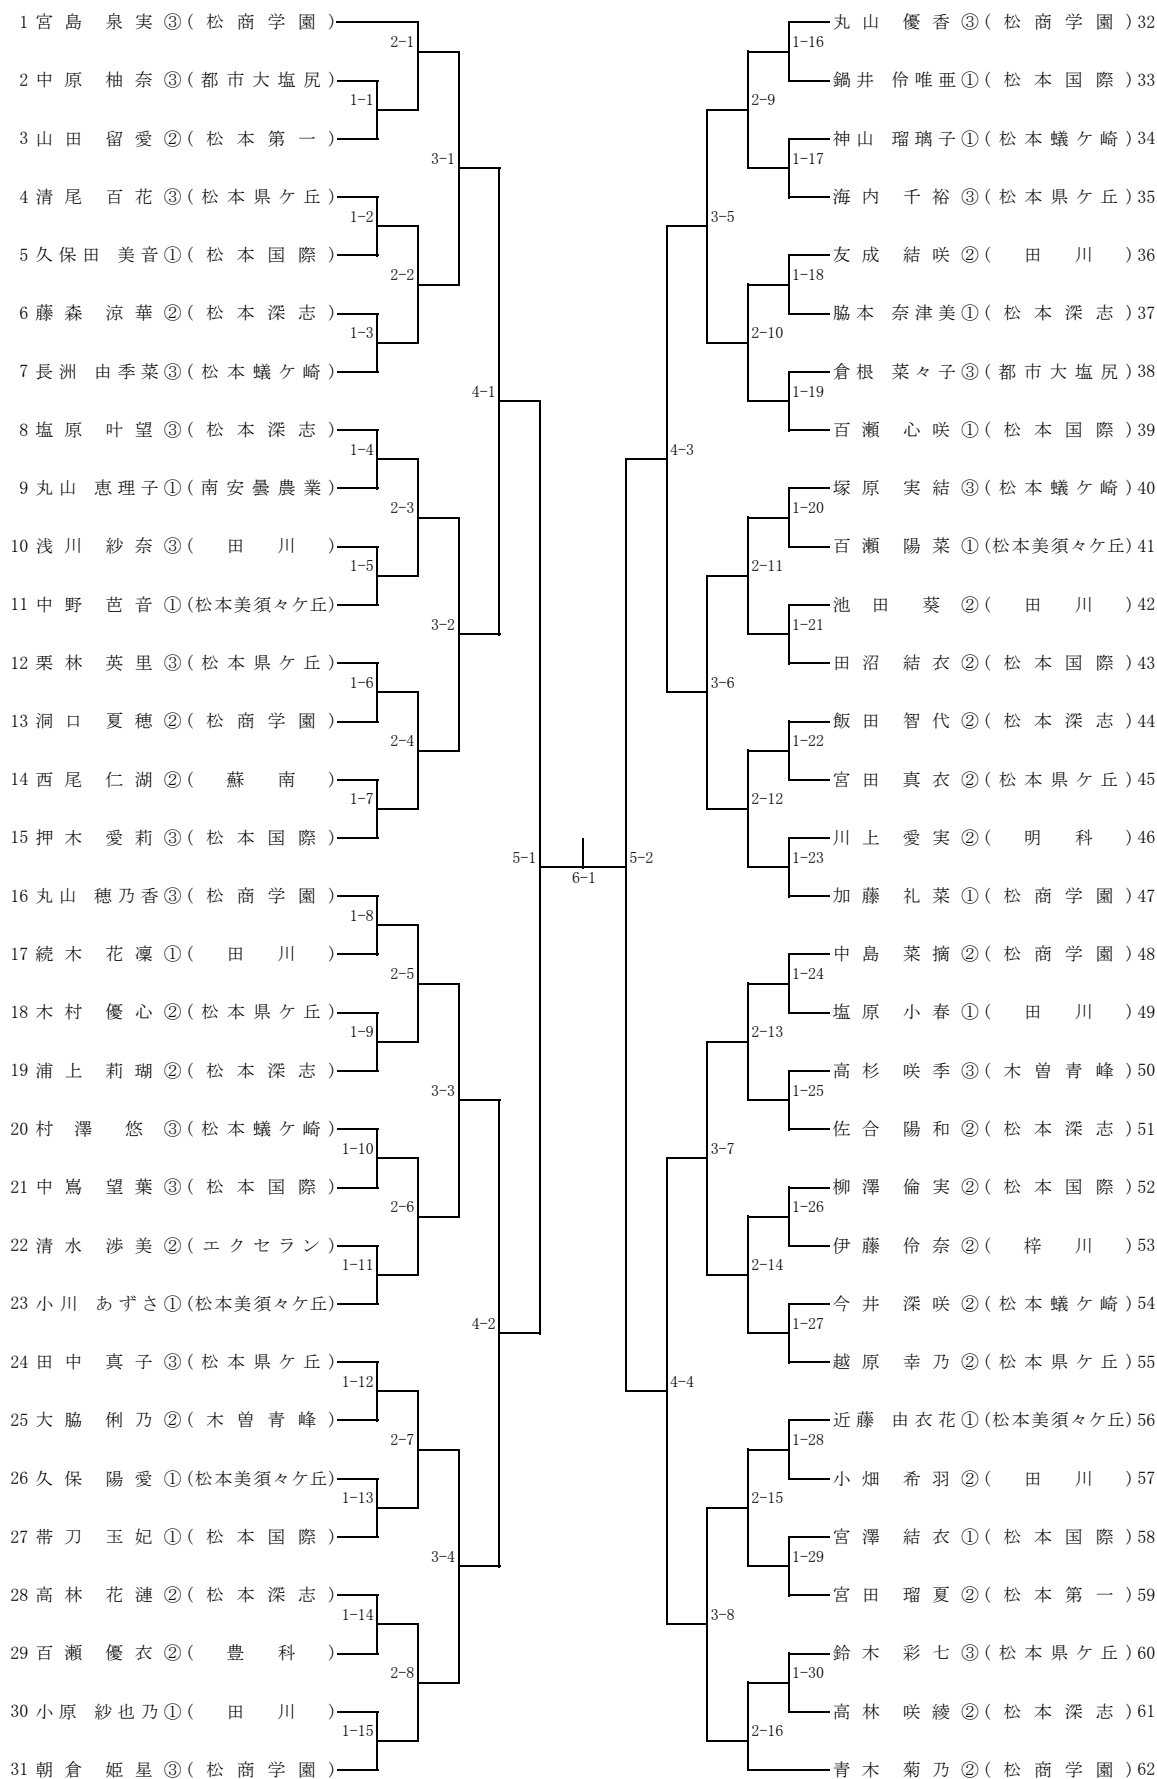 1 宮島 泉実 ③(松商学園)
2-1
2 中原 柚奈 ③(都市大塩尻)
1-1
3 山田 留愛 ②(松本第一)
3-1
4 清尾 百花 ③(松本県ケ丘)
1-2
5 久保田 美音 ①(松本国際)
2-2
6 藤森 涼華 ②(松本深志)
1-3
7 長洲 由季菜 ③(松本蟻ケ崎)
4-1
8 塩原 叶望 ③(松本深志)
1-4
9 丸山 恵理子 ①(南安曇農業)
2-3
10 浅川 紗奈 ③(田川)
1-5
11 中野 芭音 ①(松本美須々ケ丘)
3-2
12 栗林 英里 ③(松本県ケ丘)
1-6
13 洞口 夏穂 ②(松商学園)
2-4
14 西尾 仁湖 ②(蘇南)
1-7
15 押木 愛莉 ③(松本国際)
5-1
16 丸山 穂乃香 ③(松商学園)
1-8
17 続木 花凜 ①(田川)
2-5
18 木村 優心 ②(松本県ケ丘)
1-9
19 浦上 莉瑚 ②(松本深志)
3-3
20 村澤 悠 ③(松本蟻ケ崎)
1-10
21 中嶌 望葉 ③(松本国際)
2-6
22 清水 渉美 ②(エクセラン)
1-11
23 小川 あずさ ①(松本美須々ケ丘)
4-2
24 田中 真子 ③(松本県ケ丘)
1-12
25 大脇 俐乃 ②(木曽青峰)
2-7
26 久保 陽愛 ①(松本美須々ケ丘)
1-13
27 帯刀 玉妃 ①(松本国際)
3-4
28 高林 花漣 ②(松本深志)
1-14
29 百瀬 優衣 ②(豊科)
2-8
30 小原 紗也乃 ①(田川)
1-15
31 朝倉 姫星 ③(松商学園)
6-1
丸山 優香 ③(松商学園) 32
1-16
鍋井 伶唯亜 ①(松本国際) 33
2-9
神山 瑠璃子 ①(松本蟻ケ崎) 34
1-17
海内 千裕 ③(松本県ケ丘) 35
3-5
友成 結咲 ②(田川) 36
1-18
脇本 奈津美 ①(松本深志) 37
2-10
倉根 菜々子 ③(都市大塩尻) 38
1-19
百瀬 心咲 ①(松本国際) 39
4-3
塚原 実結 ③(松本蟻ケ崎) 40
1-20
百瀬 陽菜 ①(松本美須々ケ丘) 41
2-11
池田 葵 ②(田川) 42
1-21
田沼 結衣 ②(松本国際) 43
3-6
飯田 智代 ②(松本深志) 44
1-22
宮田 真衣 ②(松本県ケ丘) 45
2-12
川上 愛実 ②(明科) 46
1-23
加藤 礼菜 ①(松商学園) 47
5-2
中島 菜摘 ②(松商学園) 48
1-24
塩原 小春 ①(田川) 49
2-13
高杉 咲季 ③(木曽青峰) 50
1-25
佐合 陽和 ②(松本深志) 51
3-7
柳澤 倫実 ②(松本国際) 52
1-26
伊藤 伶奈 ②(梓川) 53
2-14
今井 深咲 ②(松本蟻ケ崎) 54
1-27
越原 幸乃 ②(松本県ケ丘) 55
4-4
近藤 由衣花 ①(松本美須々ケ丘) 56
1-28
小畑 希羽 ②(田川) 57
2-15
宮澤 結衣 ①(松本国際) 58
1-29
宮田 瑠夏 ②(松本第一) 59
3-8
鈴木 彩七 ③(松本県ケ丘) 60
1-30
高林 咲綾 ②(松本深志) 61
2-16
青木 菊乃 ②(松商学園) 62